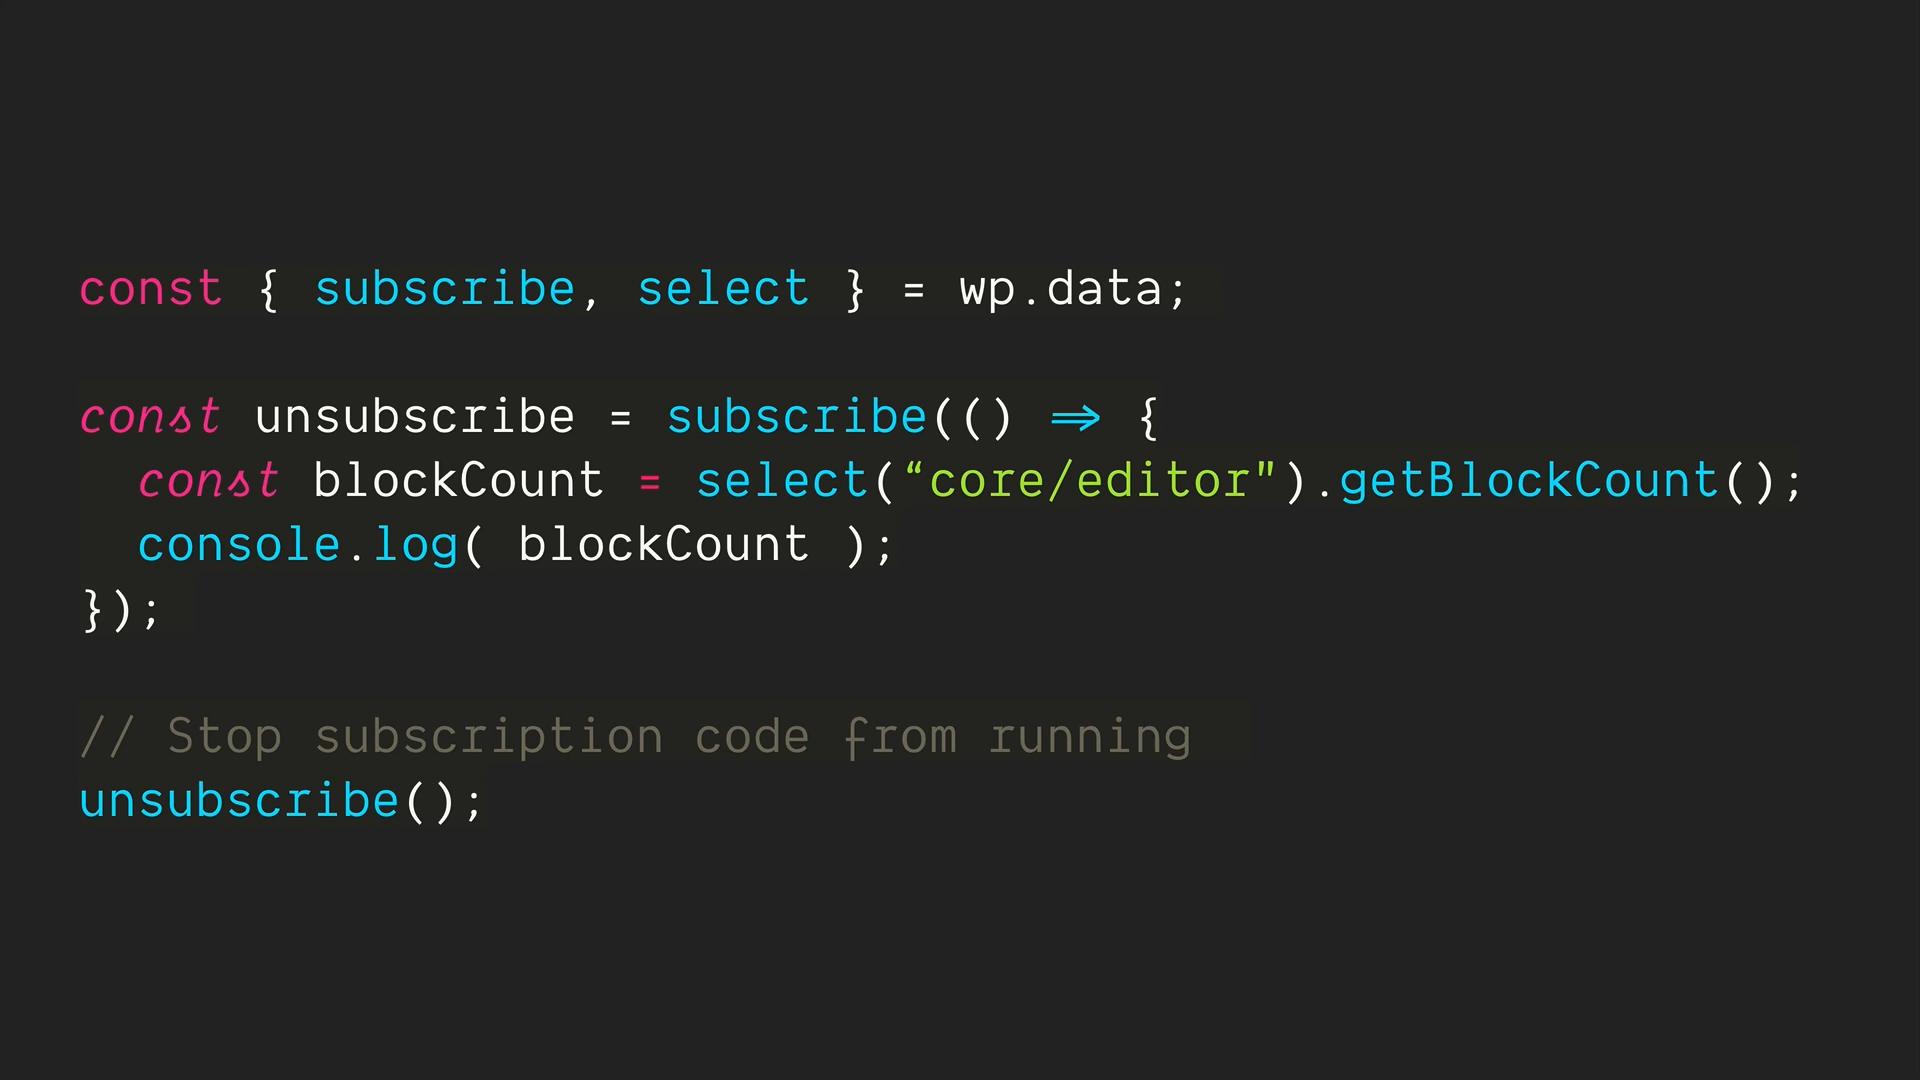 const { subscribe, select } = wp.data;
const unsubscribe = subscribe(() => {
  const blockCount = select(“core/editor").getBlockCount();
  console.log( blockCount );
});
// Stop subscription code from running
unsubscribe();